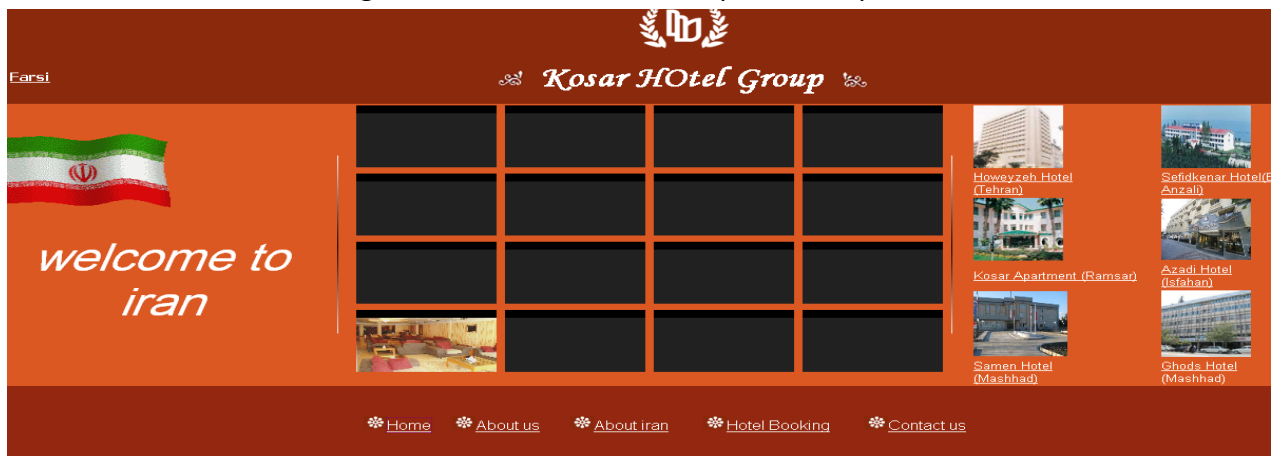 Farsi
Kosar HOtel Group
welcome to
iran
Howeyzeh Hotel
(Tehran)
Sefidkenar Hotel(
Anzali)
Kosar Apartment (Ramsar)
Azadi Hotel
(Isfahan)
Samen Hotel
(Mashhad)
Ghods Hotel
(Mashhad)
Home
About us
About iran
Hotel Booking
Contact us